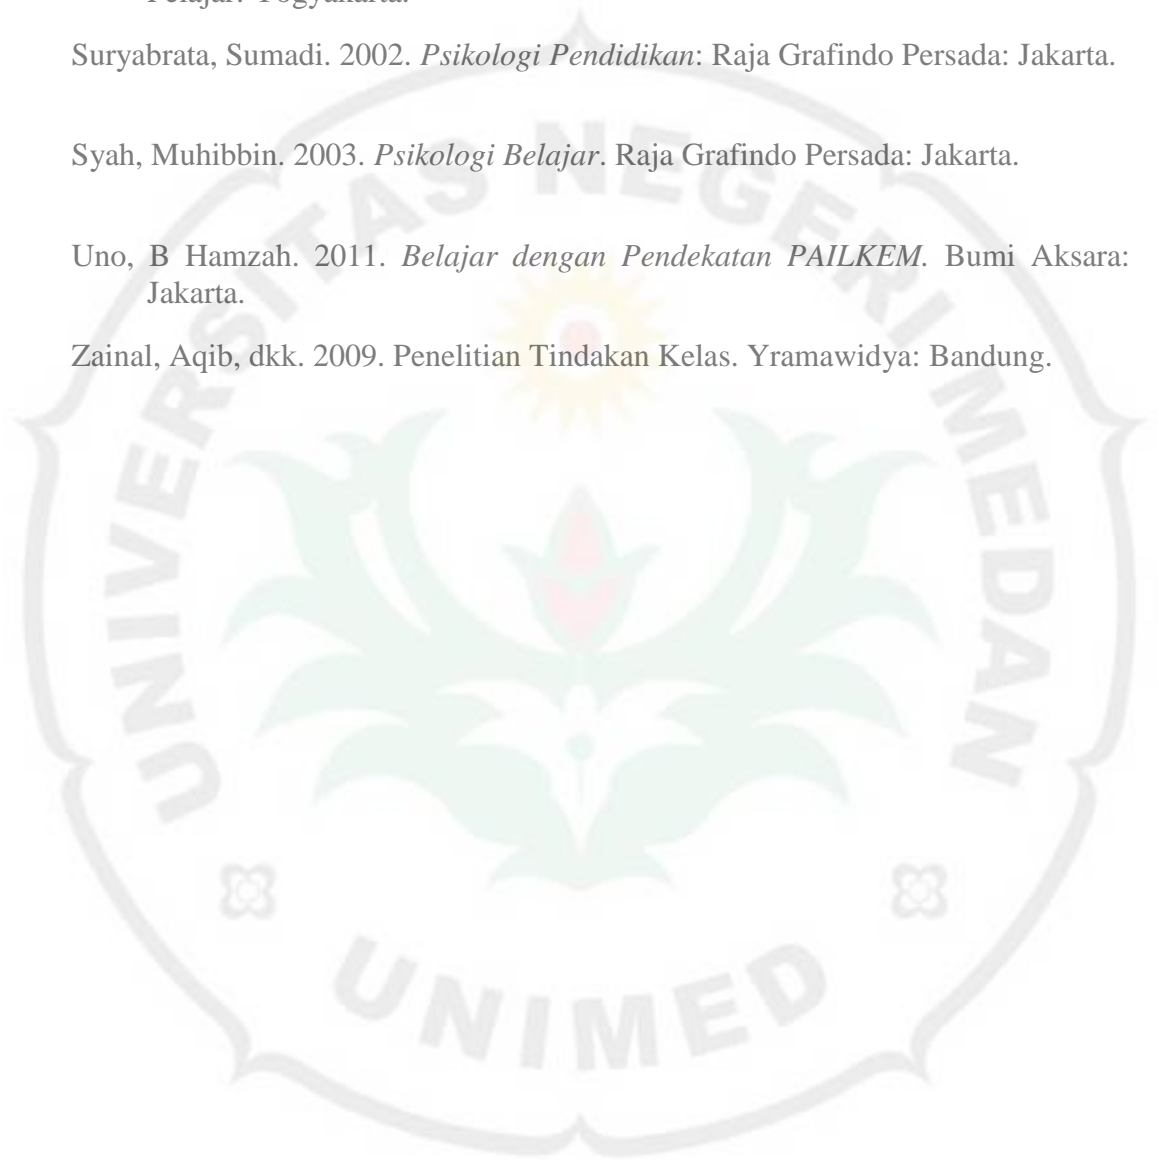 Pelajar: Yogyakarta.
Suryabrata, Sumadi. 2002. Psikologi Pendidikan: Raja Grafindo Persada: Jakarta.
Syah, Muhibbin. 2003. Psikologi Belajar. Raja Grafindo Persada: Jakarta.
Uno, B Hamzah. 2011. Belajar dengan Pendekatan PAILKEM. Bumi Aksara:
Jakarta.
Zainal, Aqib, dkk. 2009. Penelitian Tindakan Kelas. Yramawidya: Bandung.
UNIVERSITAS NEGERI MEDAN
UNIMED